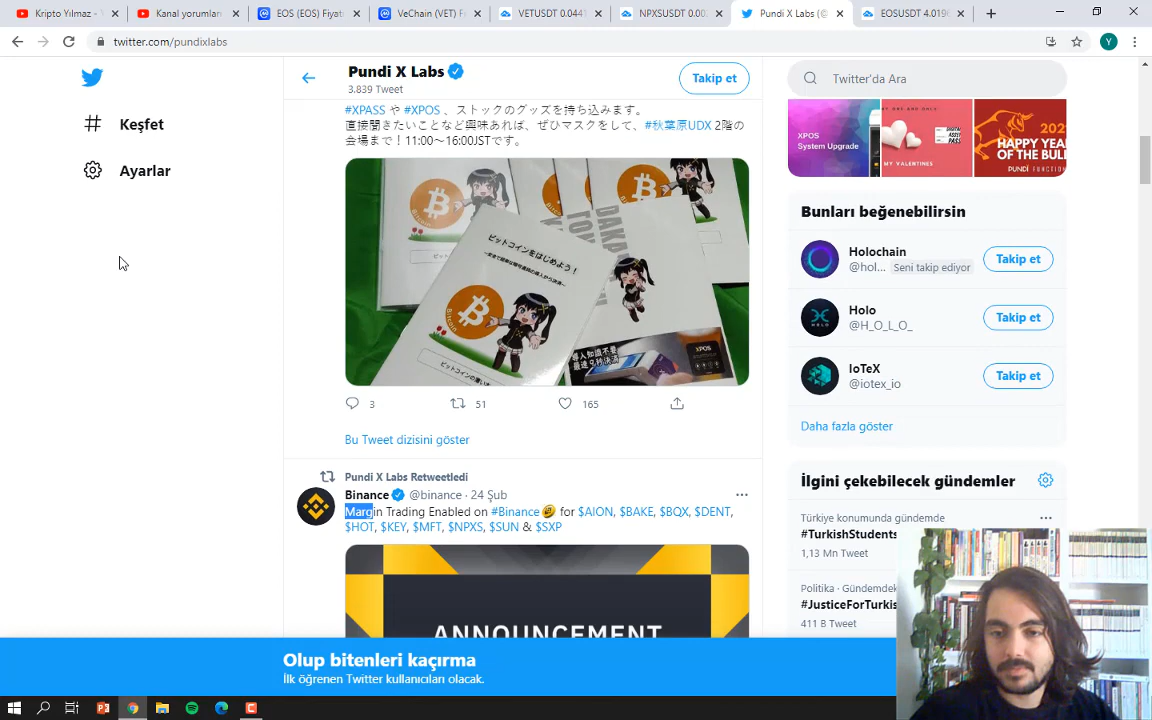 Kripto Yılmaz -
Kanal yorumları
EOS (EOS) Fiyatı
VeChain (VET) F
VETUSDT 0.044
NPXSUSDT 0.00
Pundi X Labs (@
EOSUSDT 4.019
twitter.com/pundixlabs
Y
Keşfet
Ayarlar
Pundi X Labs
3.839 Tweet
Takip et
#XPASS や #XPOS 、ストックのグッズを持ち込みます。
直接聞きたいことなど興味あれば、ぜひマスクをして、#秋葉原UDX 2階の
会場まで！11:00〜16:00JSTです。
ビットコインをはじめよう！
Bitcoin
XPOS
3
51
165
Bu Tweet dizisini göster
Pundi X Labs Retweetledi
Binance @binance · 24 Şub
Margin Trading Enabled on #Binance for $AION, $BAKE, $BQX, $DENT,
$HOT, $KEY, $MFT, $NPXS, $SUN & $SXP
ANNOUNCEMENT
Twitter'da Ara
XPOS
System Upgrade
MY VALENTINES
HAPPY YEA
OF THE BULL
PUNDI
Bunları beğenebilirsin
Holochain
@hol... Seni takip ediyor
Takip et
Holo
@H_O_L_O_
Takip et
IoTeX
@iotex_io
Takip et
Daha fazla göster
İlgini çekebilecek gündemler
Türkiye konumunda gündemde
#TurkishStudents
1,13 Mn Tweet
Politika · Gündemdek
#JusticeForTurkis
411 B Tweet
Olup bitenleri kaçırma
İlk öğrenen Twitter kullanıcıları olacak.